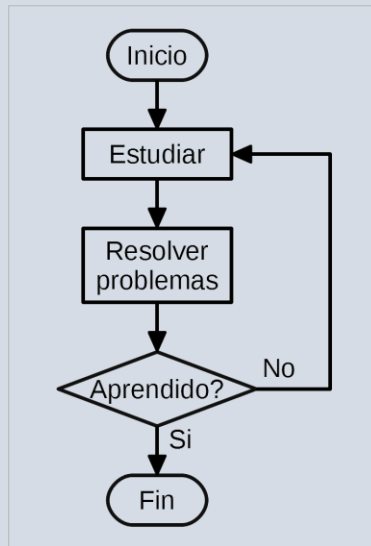 Inicio
Estudiar
Resolver
problemas
Aprendido?
No
Si
Fin